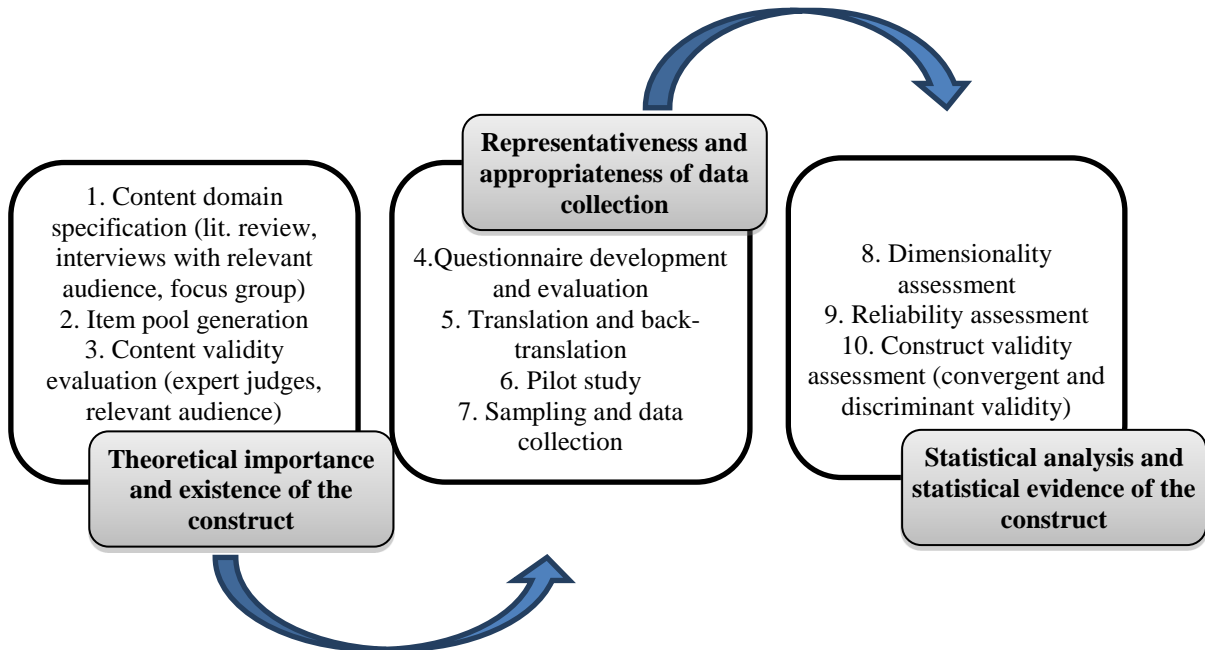 1. Content domain
specification (lit. review,
interviews with relevant
audience, focus group)
2. Item pool generation
3. Content validity
evaluation (expert judges,
relevant audience)
Theoretical importance
and existence of the
construct
Representativeness and
appropriateness of data
collection
4.Questionnaire development
and evaluation
5. Translation and back-
translation
6. Pilot study
7. Sampling and data
collection
8. Dimensionality
assessment
9. Reliability assessment
10. Construct validity
assessment (convergent and
discriminant validity)
Statistical analysis and
statistical evidence of the
construct